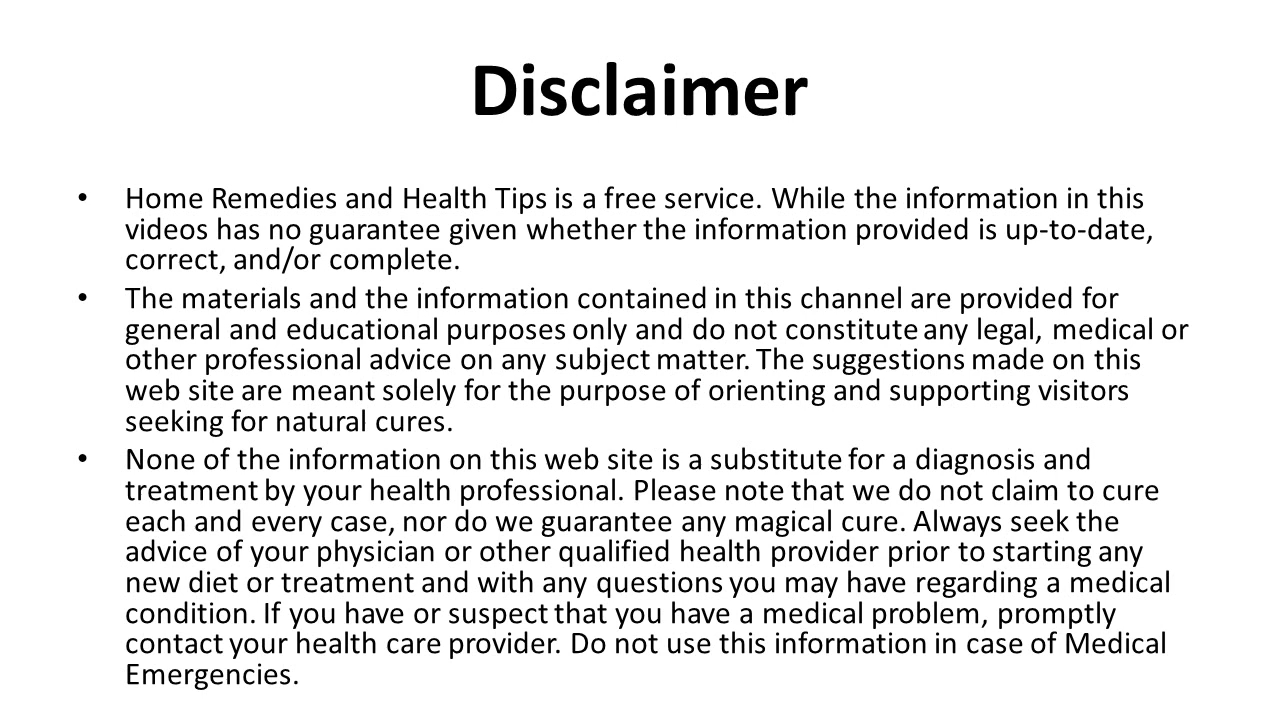 Disclaimer
• Home Remedies and Health Tips is a free service. While the information in this
videos has no guarantee given whether the information provided is up-to-date,
correct, and/or complete.
• The materials and the information contained in this channel are provided for
general and educational purposes only and do not constitute any legal, medical or
other professional advice on any subject matter. The suggestions made on this
web site are meant solely for the purpose of orienting and supporting visitors
seeking for natural cures.
• None of the information on this web site is a substitute for a diagnosis and
treatment by your health professional. Please note that we do not claim to cure
each and every case, nor do we guarantee any magical cure. Always seek the
advice of your physician or other qualified health provider prior to starting any
new diet or treatment and with any questions you may have regarding a medical
condition. If you have or suspect that you have a medical problem, promptly
contact your health care provider. Do not use this information in case of Medical
Emergencies.